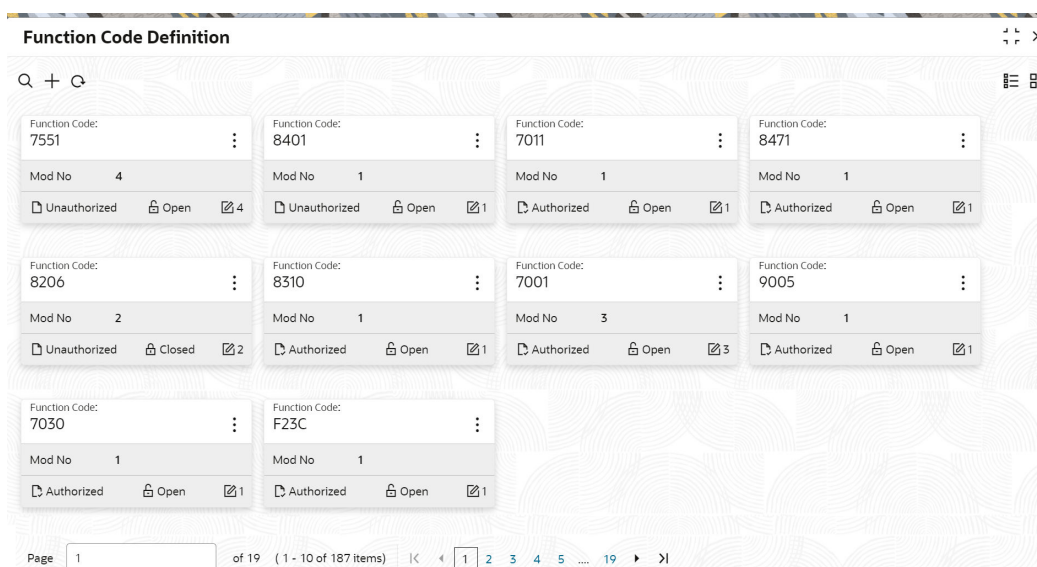 Function Code Definition
Function Code: Function Code: Function Code: Function Code:
7551 8401 7011 8471
Mod No 4 Mod No 1 Mod No 1 Mod No 1
Unauthorized Open 4 Unauthorized Open 1 Authorized Open 1 Authorized Open 1
Function Code: Function Code: Function Code: Function Code:
8206 8310 7001 9005
Mod No 2 Mod No 1 Mod No 3 Mod No 1
Unauthorized Closed 2 Authorized Open 1 Authorized Open 3 Authorized Open 1
Function Code: Function Code:
7030 F23C
Mod No 1 Mod No 1
Authorized Open 1 Authorized Open 1
Page 1 of 19 ( 1 - 10 of 187 items) 1 2 3 4 5 .... 19